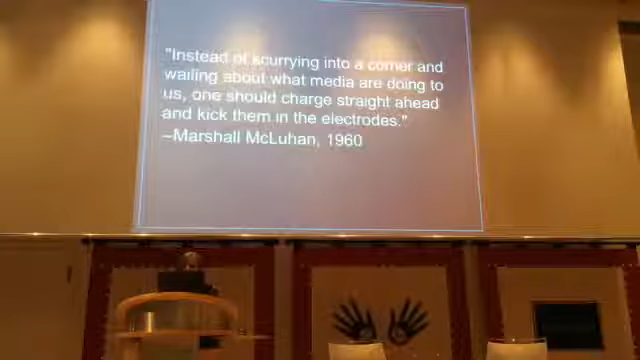 "Instead of scurrying into a corner and
wailing about what media are doing to
us, one should charge straight ahead
and kick them in the electrodes."
–Marshall McLuhan, 1960